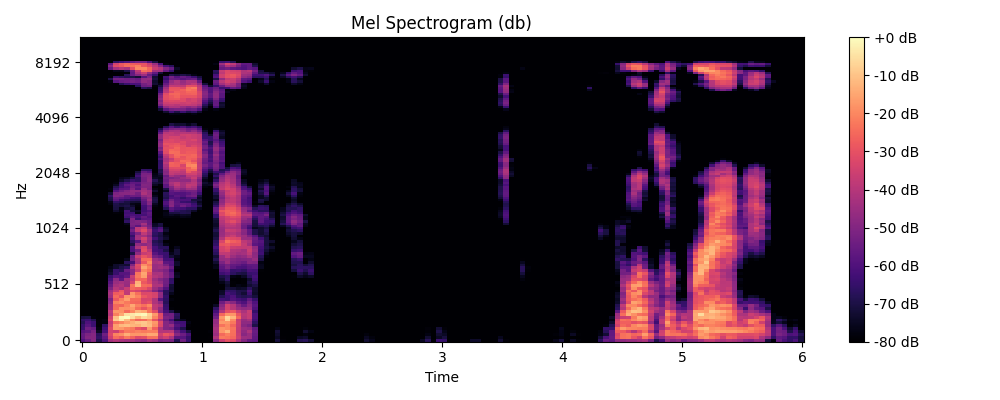 Mel Spectrogram (db)
Hz
8192
4096
2048
1024
512
0
0 1 2 3 4 5 6
Time
+0 dB
-10 dB
-20 dB
-30 dB
-40 dB
-50 dB
-60 dB
-70 dB
-80 dB